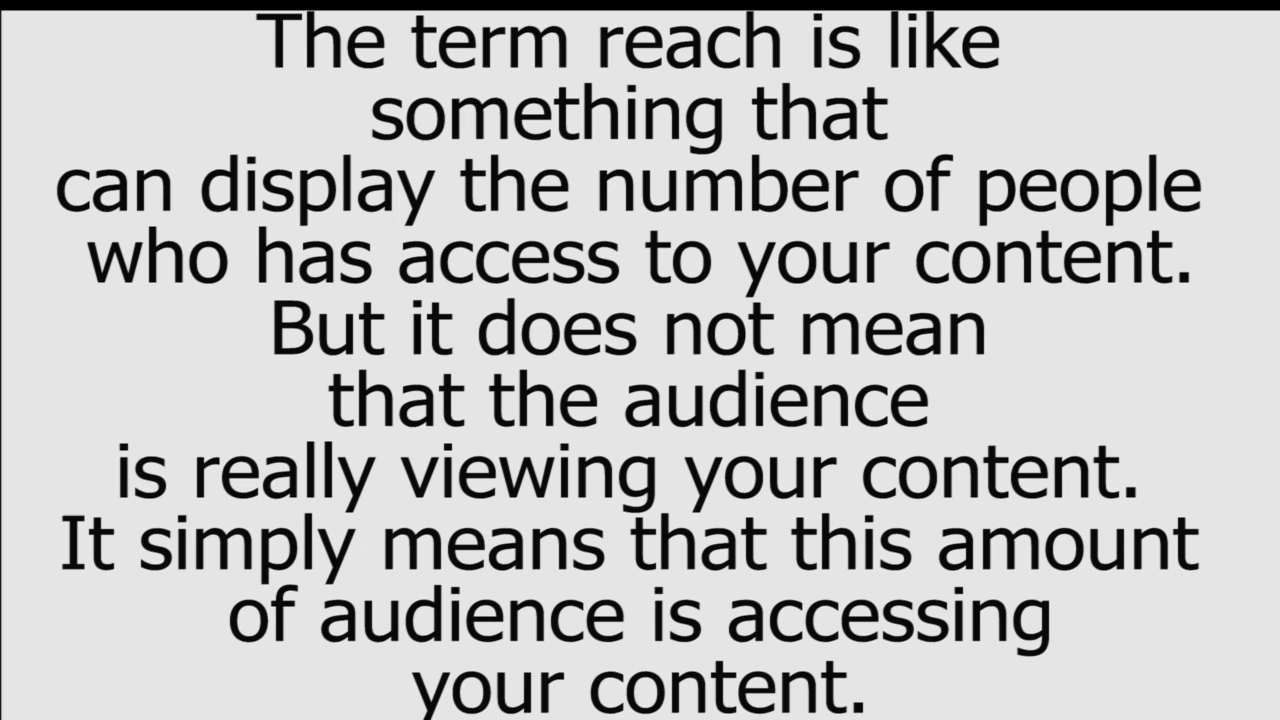 The term reach is like
something that
can display the number of people
who has access to your content.
But it does not mean
that the audience
is really viewing your content.
It simply means that this amount
of audience is accessing
your content.